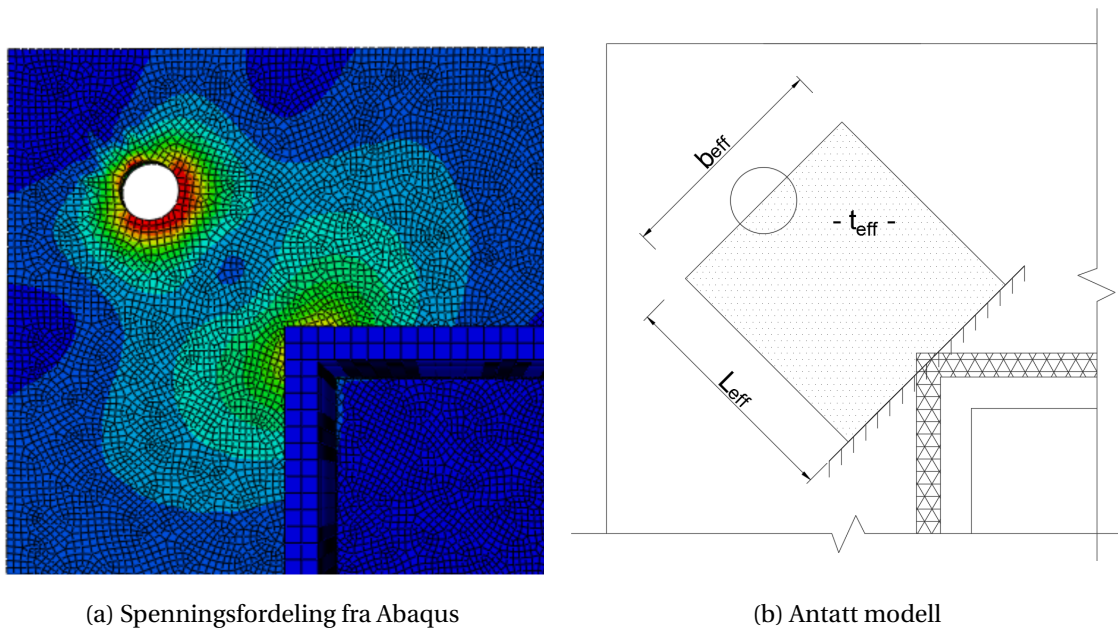 beff
- teff -
Leff
(a) Spenningsfordeling fra Abaqus
(b) Antatt modell